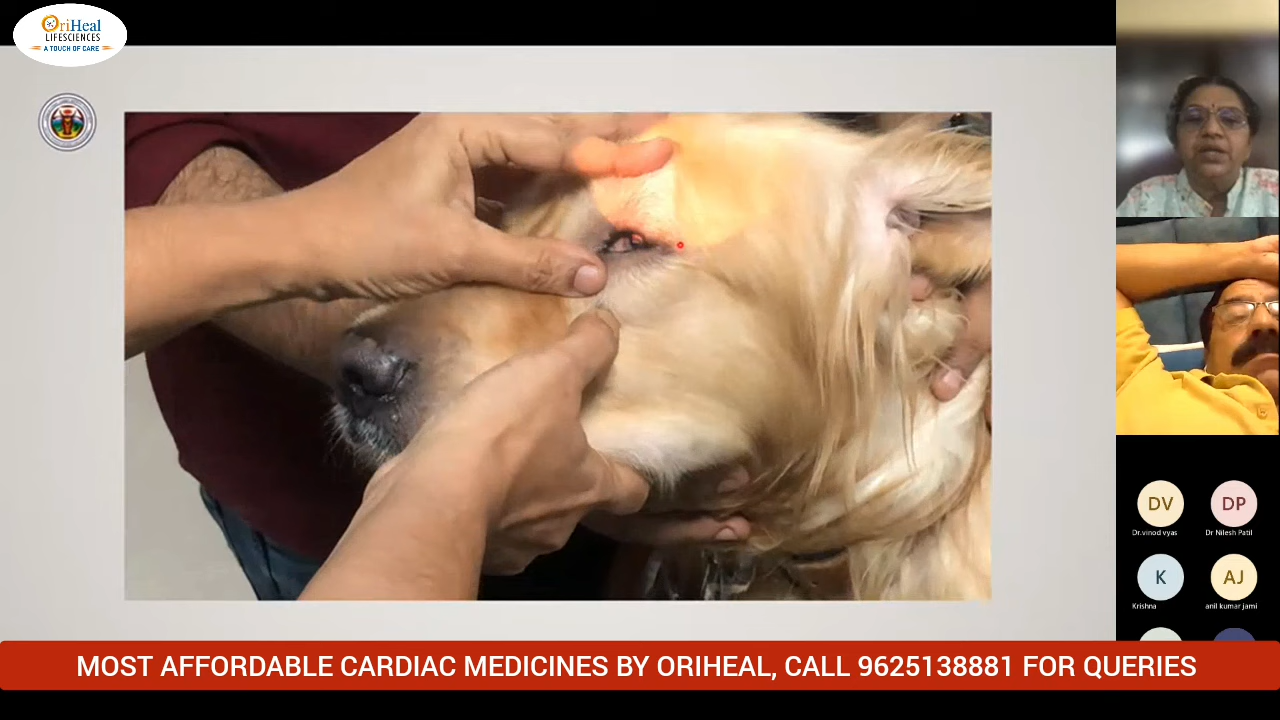 OriHeal
LIFESCIENCES
A TOUCH OF CARE
DV
DP
Dr.vinod vyas
Dr Nilesh Patil
K
AJ
Krishna
anil kumar jami
MOST AFFORDABLE CARDIAC MEDICINES BY ORIHEAL, CALL 9625138881 FOR QUERIES